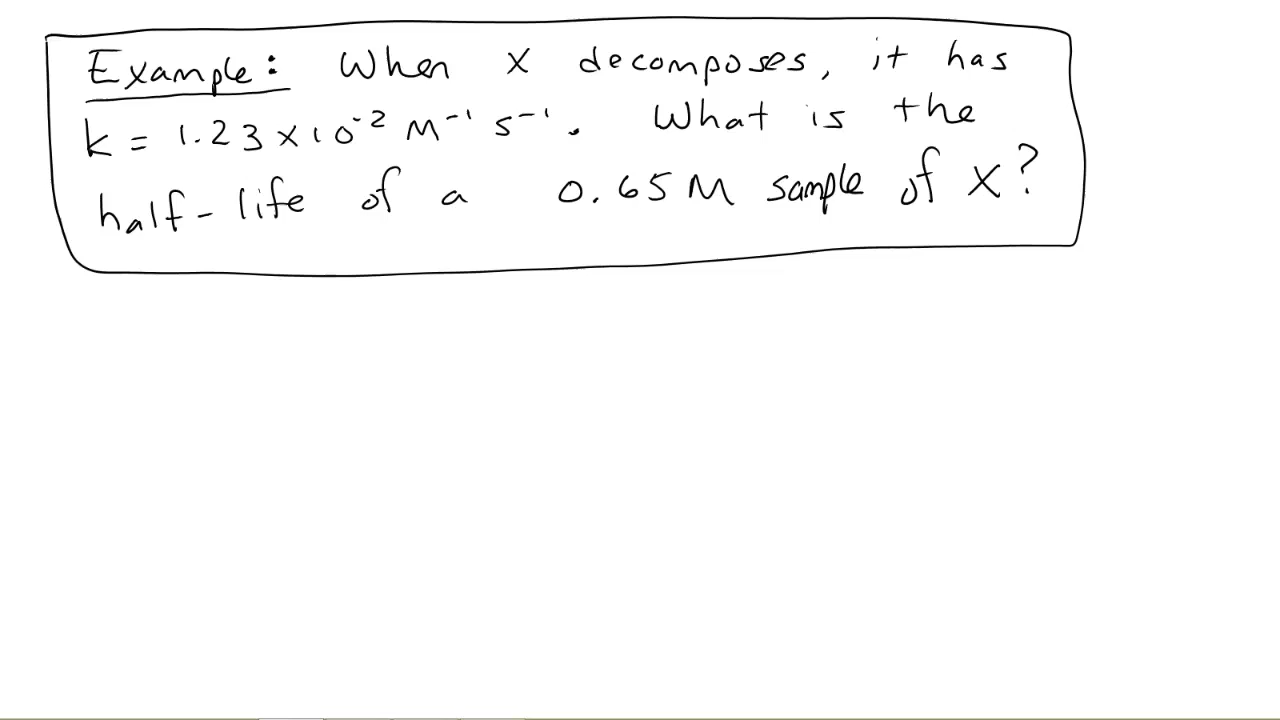 Example: When X decomposes, it has
k = 1.23 x 10⁻² M⁻¹ s⁻¹. What is the
half-life of a 0.65 M sample of X?